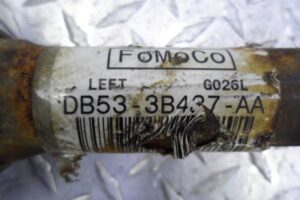 FoMoCo
LEFT G026L
DB53-3B437-AA